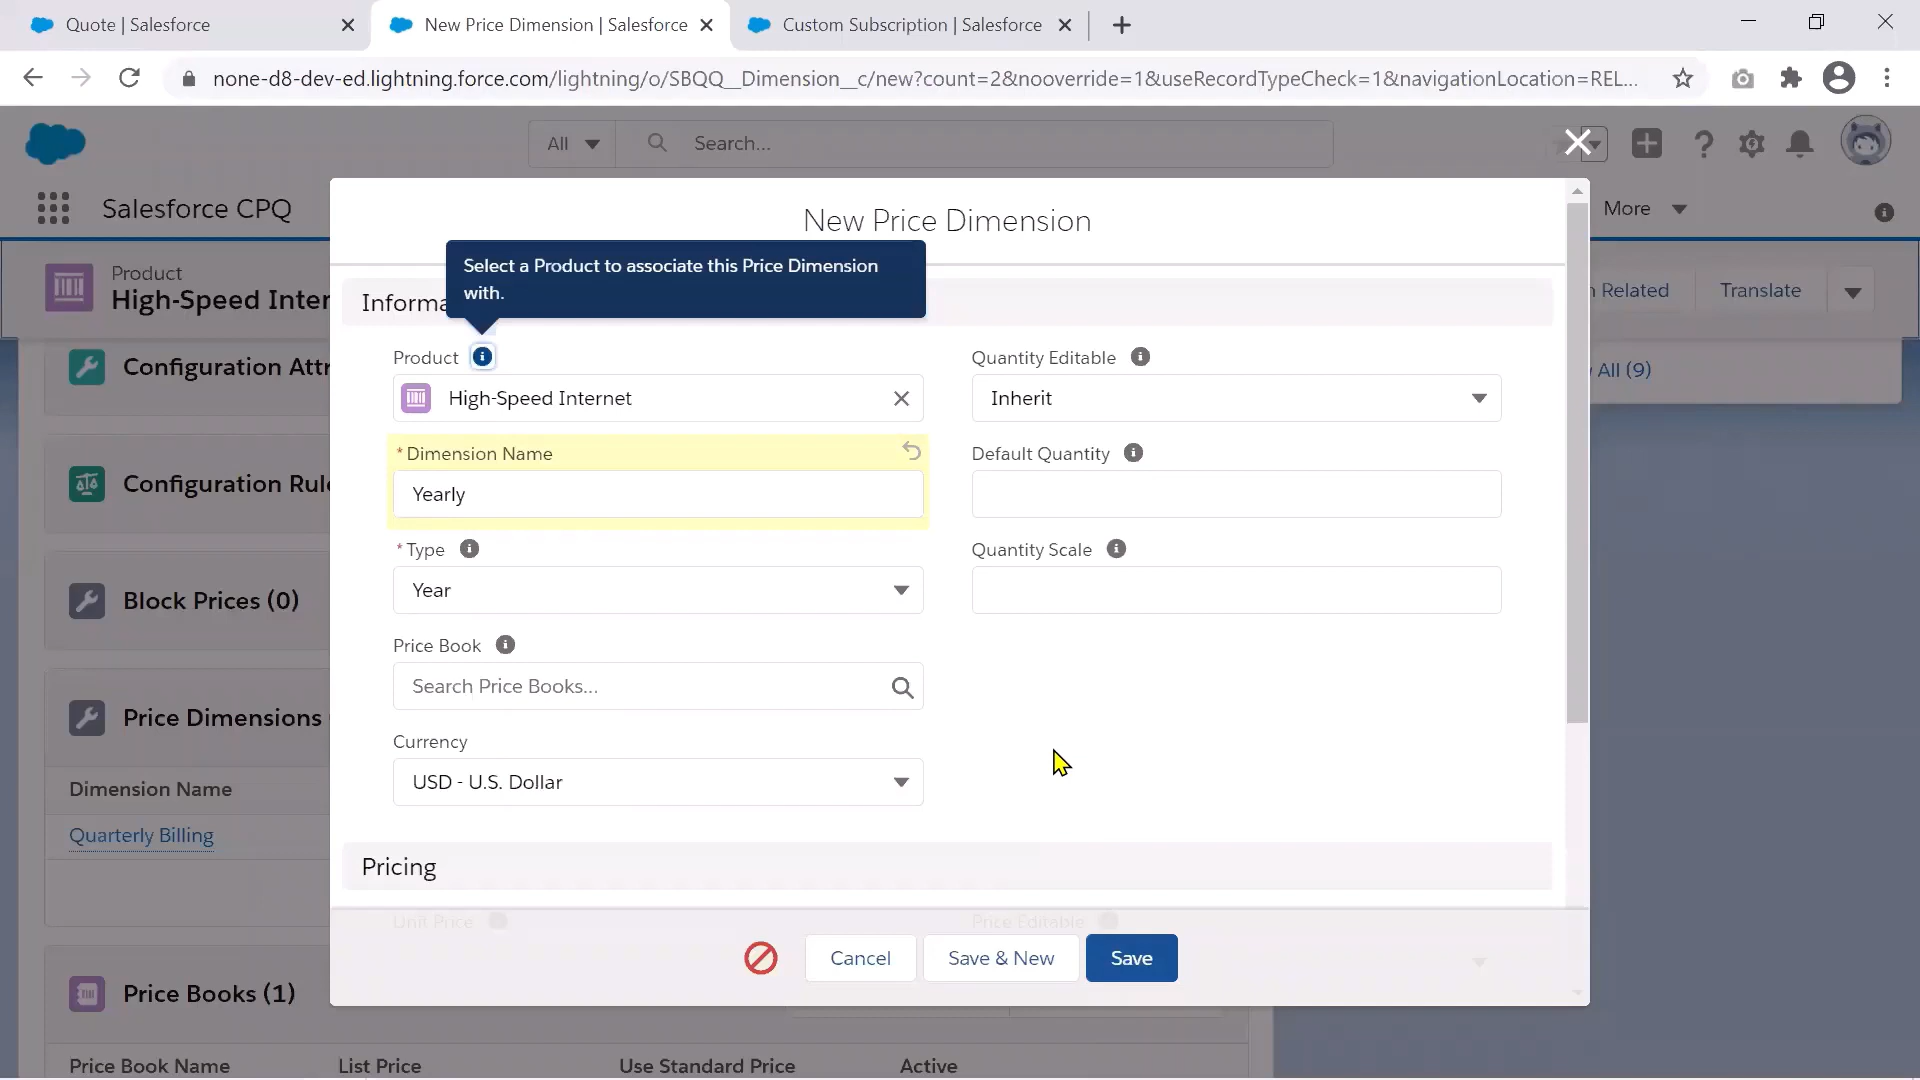 Quote | Salesforce
New Price Dimension | Salesforce
Custom Subscription | Salesforce
none-d8-dev-ed.lightning.force.com/lightning/o/SBQQ__Dimension__c/new?count=2&nooverride=1&useRecordTypeCheck=1&navigationLocation=REL...
All
Search...
Salesforce CPQ
More
New Price Dimension
Product
High-Speed Inter
Related
Translate
Select a Product to associate this Price Dimension
with.
Informa
Configuration Attr
All (9)
Product
High-Speed Internet
Quantity Editable
Inherit
* Dimension Name
Yearly
Default Quantity
Configuration Rule
* Type
Year
Quantity Scale
Block Prices (0)
Price Book
Search Price Books...
Price Dimensions
Currency
USD - U.S. Dollar
Dimension Name
Quarterly Billing
Pricing
Unit Price
Price Editable
Cancel
Save & New
Save
Price Books (1)
Price Book Name
List Price
Use Standard Price
Active